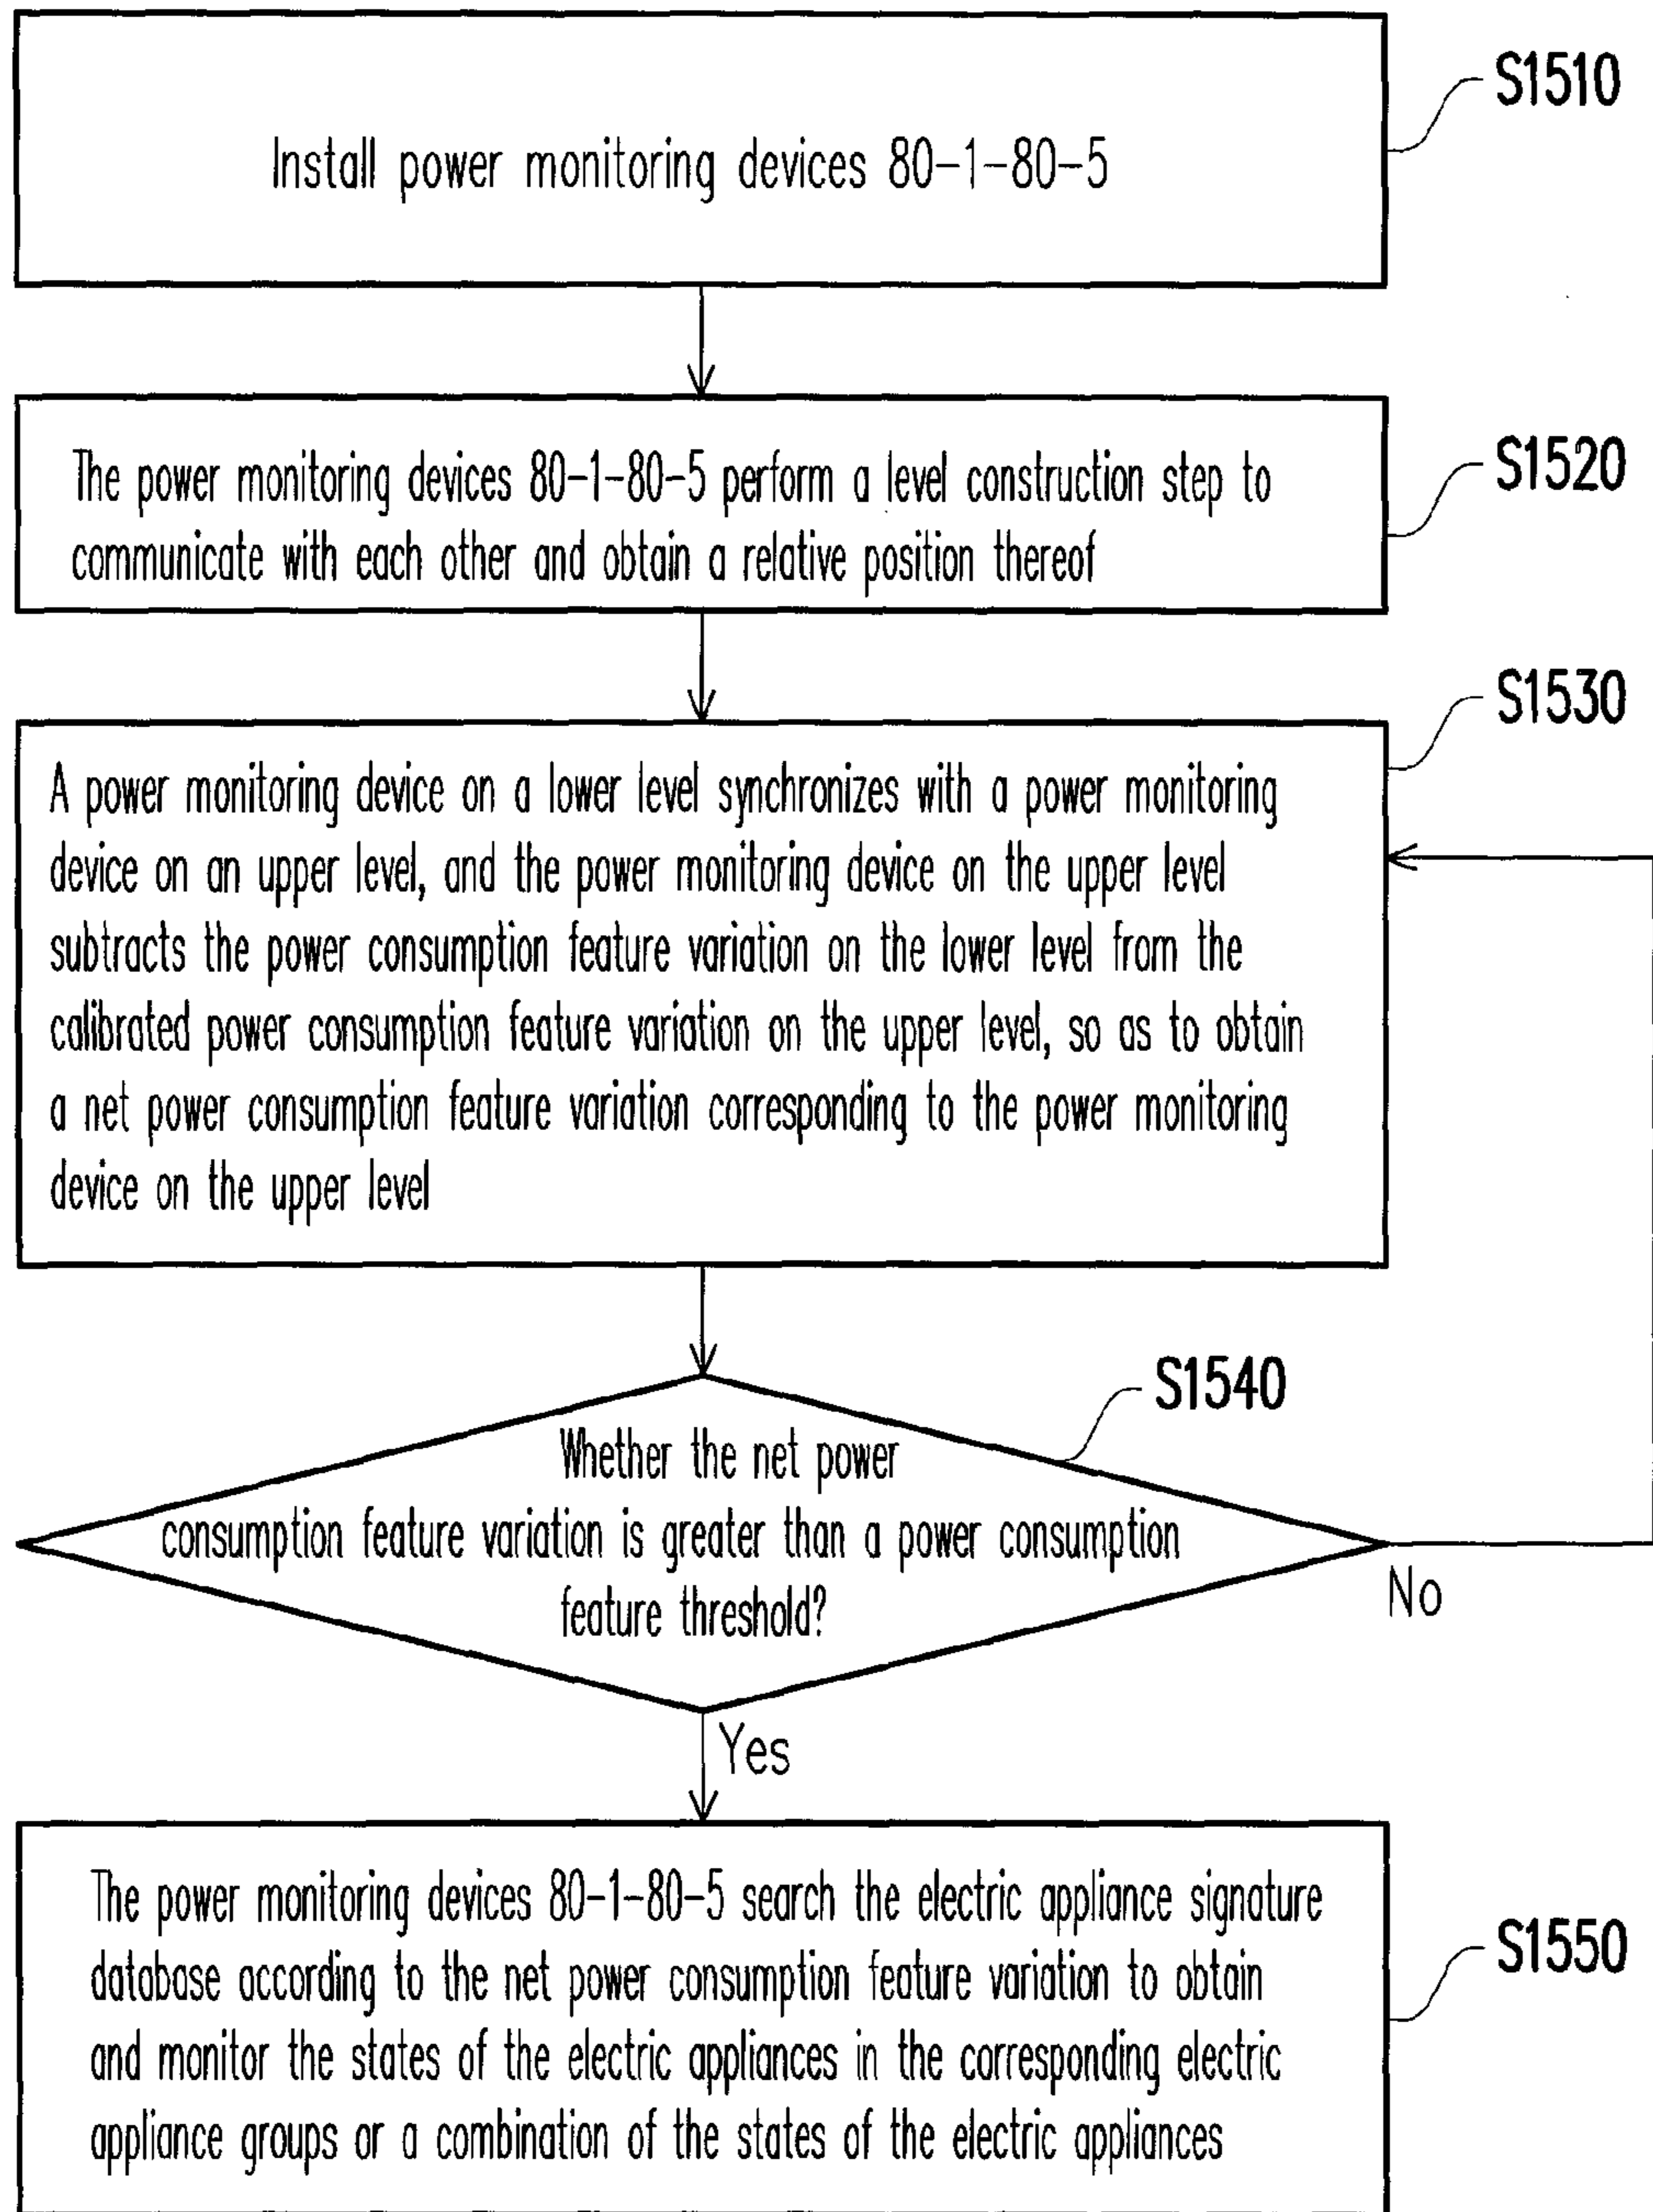 Install power monitoring devices 80-1-80-5
S1510
The power monitoring devices 80-1-80-5 perform a level construction step to
communicate with each other and obtain a relative position thereof
S1520
A power monitoring device on a lower level synchronizes with a power monitoring
device on an upper level, and the power monitoring device on the upper level
subtracts the power consumption feature variation on the lower level from the
calibrated power consumption feature variation on the upper level, so as to obtain
a net power consumption feature variation corresponding to the power monitoring
device on the upper level
S1530
Whether the net power
consumption feature variation is greater than a power consumption
feature threshold?
S1540
No
Yes
The power monitoring devices 80-1-80-5 search the electric appliance signature
database according to the net power consumption feature variation to obtain
and monitor the states of the electric appliances in the corresponding electric
appliance groups or a combination of the states of the electric appliances
S1550